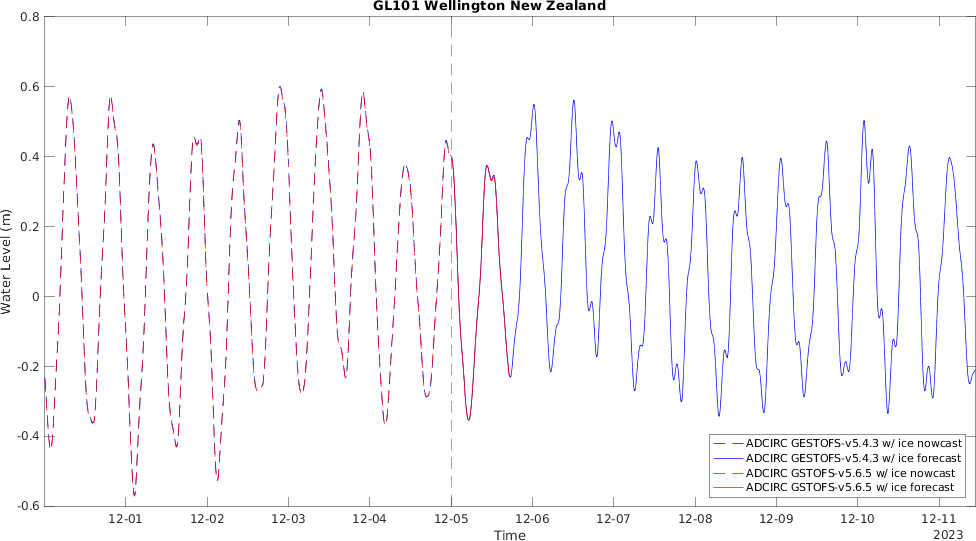 GL101 Wellington New Zealand
0.8
0.6
0.4
0.2
0
-0.2
-0.4
-0.6
Water Level (m)
ADCIRC GESTOFS-v5.4.3 w/ ice nowcast
ADCIRC GESTOFS-v5.4.3 w/ ice forecast
ADCIRC GSTOFS-v5.6.5 w/ ice nowcast
ADCIRC GSTOFS-v5.6.5 w/ ice forecast
12-01 12-02 12-03 12-04 12-05 12-06 12-07 12-08 12-09 12-10 12-11
Time
2023